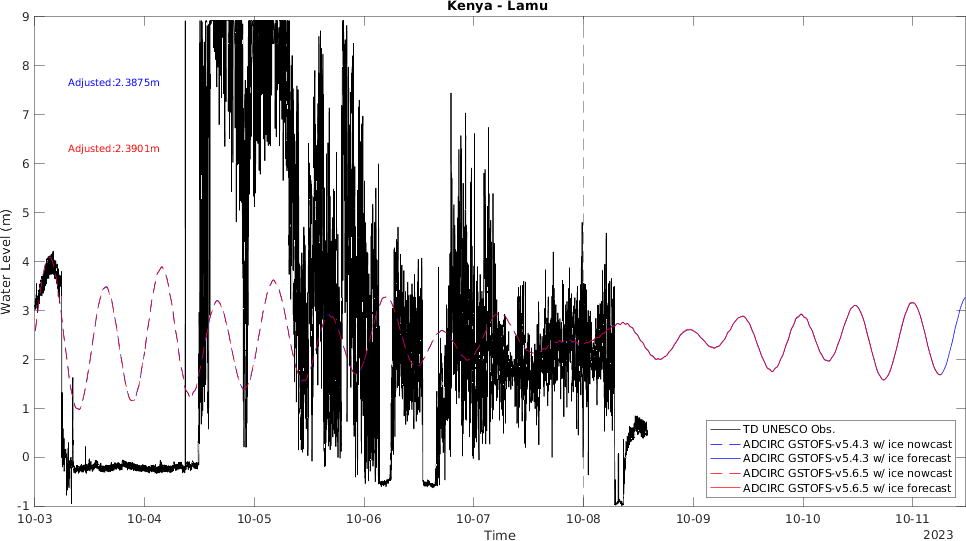 Kenya - Lamu
9
8
7
6
5
4
3
2
1
0
-1
Water Level (m)
Adjusted:2.3875m
Adjusted:2.3901m
TD UNESCO Obs.
ADCIRC GSTOFS-v5.4.3 w/ ice nowcast
ADCIRC GSTOFS-v5.4.3 w/ ice forecast
ADCIRC GSTOFS-v5.6.5 w/ ice nowcast
ADCIRC GSTOFS-v5.6.5 w/ ice forecast
10-03 10-04 10-05 10-06 10-07 10-08 10-09 10-10 10-11
Time
2023